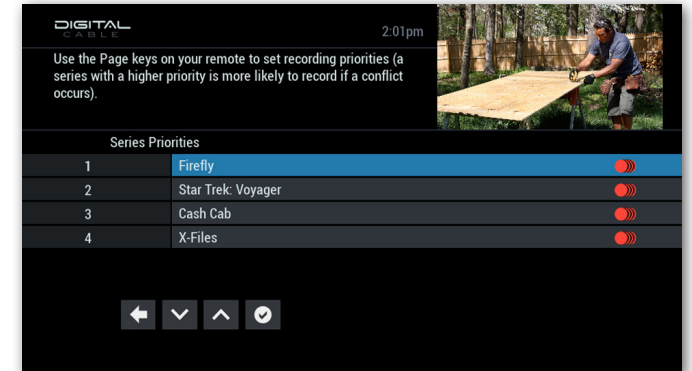 DIGITAL
CABLE
2:01pm
Use the Page keys on your remote to set recording priorities (a
series with a higher priority is more likely to record if a conflict
occurs).
Series Priorities
1 Firefly
2 Star Trek: Voyager
3 Cash Cab
4 X-Files